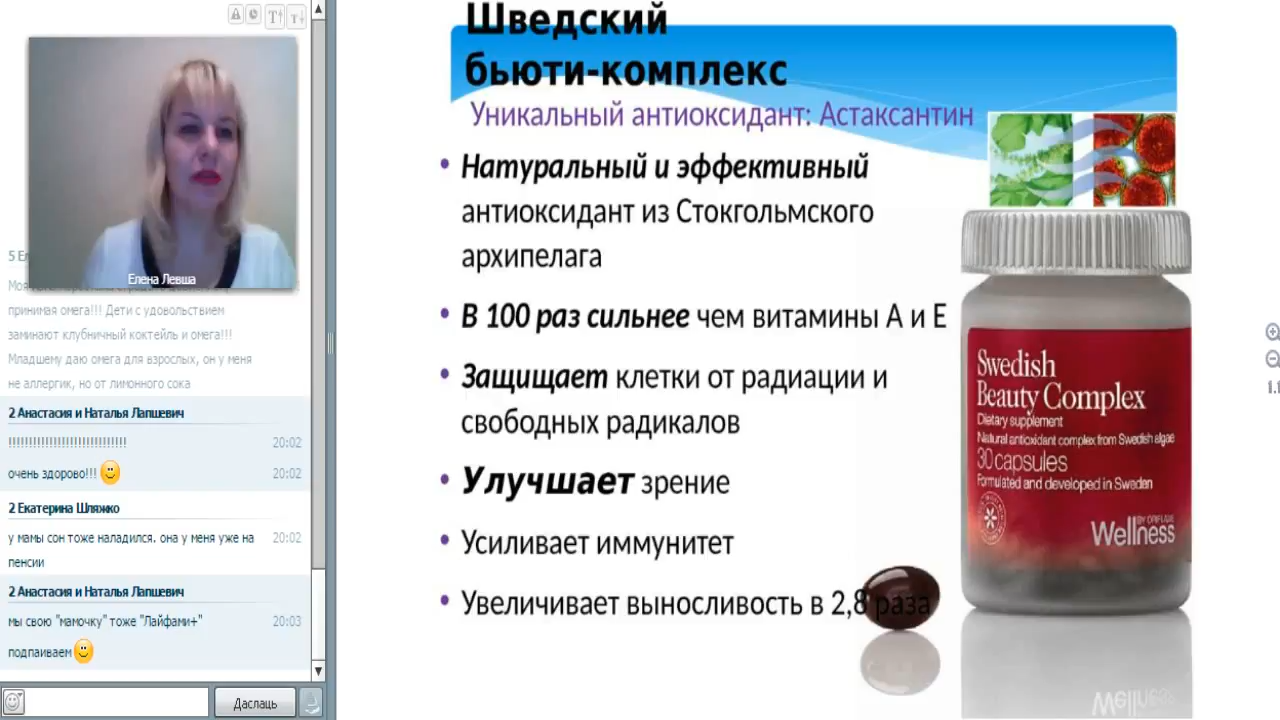 Елена Левша
5 Ел
принимая омега!!! Дети с удовольствием
заминают клубничный коктейль и омега!!!
Младшему даю омега для взрослых, он у меня
не аллергик, но от лимонного сока
2 Анастасия и Наталья Лапшевич
!!!!!!!!!!!!!!!!!!!!!!!!!!!!! 20:02
очень здорово!!! 20:02
2 Екатерина Шляжко
у мамы сон тоже наладился. она у меня уже на 20:02
пенсии
2 Анастасия и Наталья Лапшевич
мы свою "мамочку" тоже "Лайфами+" 20:03
подпаиваем
Даслаць
Шведский
бьюти-комплекс
Уникальный антиоксидант: Астаксантин
• Натуральный и эффективный
антиоксидант из Стокгольмского
архипелага
• В 100 раз сильнее чем витамины А и Е
• Защищает клетки от радиации и
свободных радикалов
• Улучшает зрение
• Усиливает иммунитет
• Увеличивает выносливость в 2,8 раза
Swedish
Beauty Complex
Dietary supplement
Natural antioxidant complex from Swedish algae
30 capsules
Formulated and developed in Sweden
BY ORIFLAME
Wellness